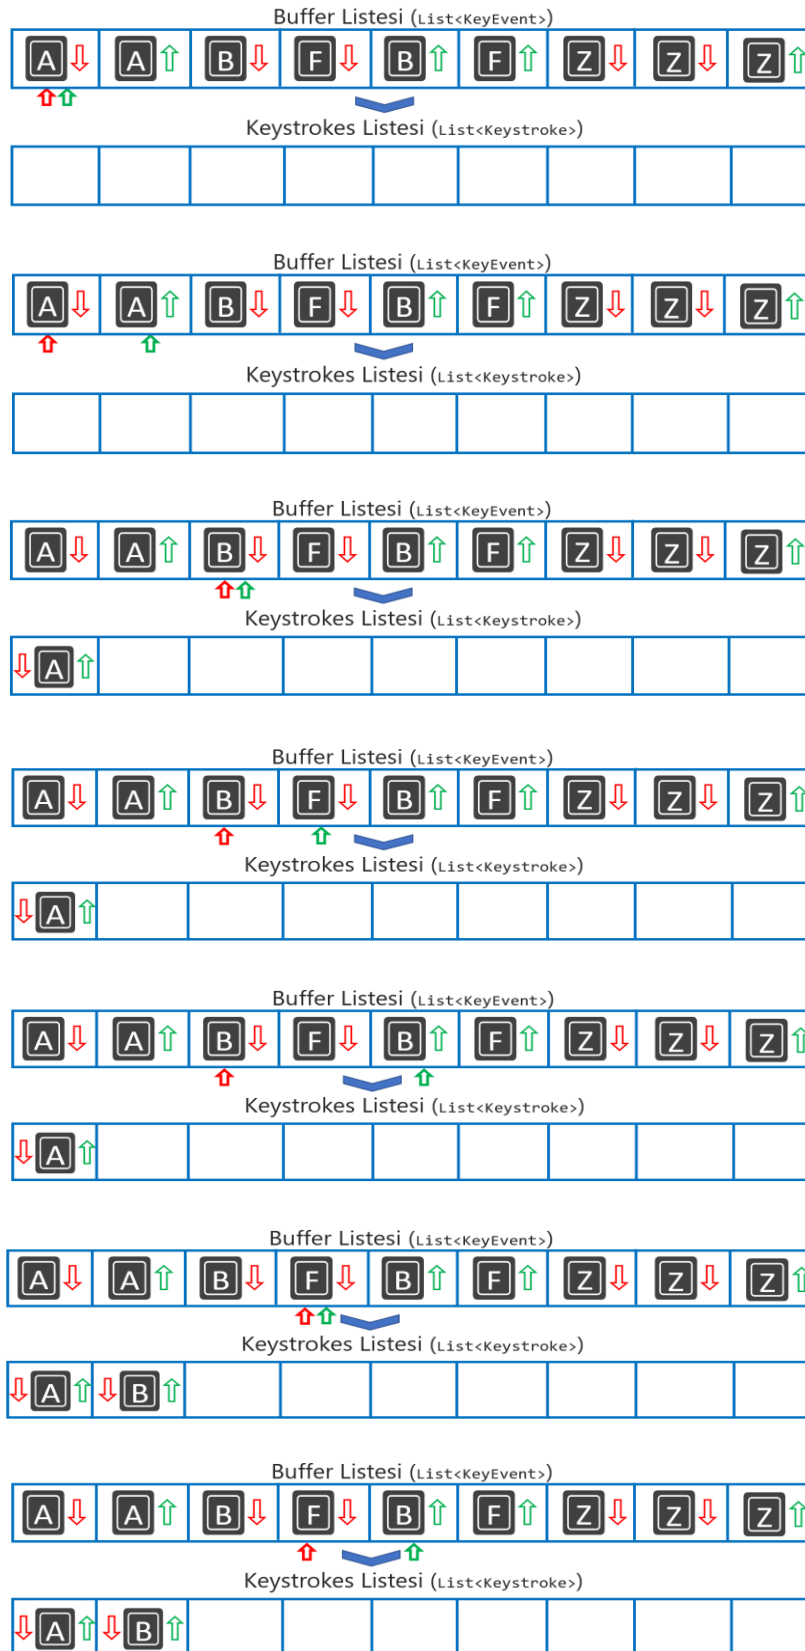 Buffer Listesi (List<KeyEvent>)
A A B F B F Z Z Z
Keystrokes Listesi (List<Keystroke>)
Buffer Listesi (List<KeyEvent>)
A A B F B F Z Z Z
Keystrokes Listesi (List<Keystroke>)
Buffer Listesi (List<KeyEvent>)
A A B F B F Z Z Z
Keystrokes Listesi (List<Keystroke>)
A
Buffer Listesi (List<KeyEvent>)
A A B F B F Z Z Z
Keystrokes Listesi (List<Keystroke>)
A
Buffer Listesi (List<KeyEvent>)
A A B F B F Z Z Z
Keystrokes Listesi (List<Keystroke>)
A
Buffer Listesi (List<KeyEvent>)
A A B F B F Z Z Z
Keystrokes Listesi (List<Keystroke>)
A B
Buffer Listesi (List<KeyEvent>)
A A B F B F Z Z Z
Keystrokes Listesi (List<Keystroke>)
A B